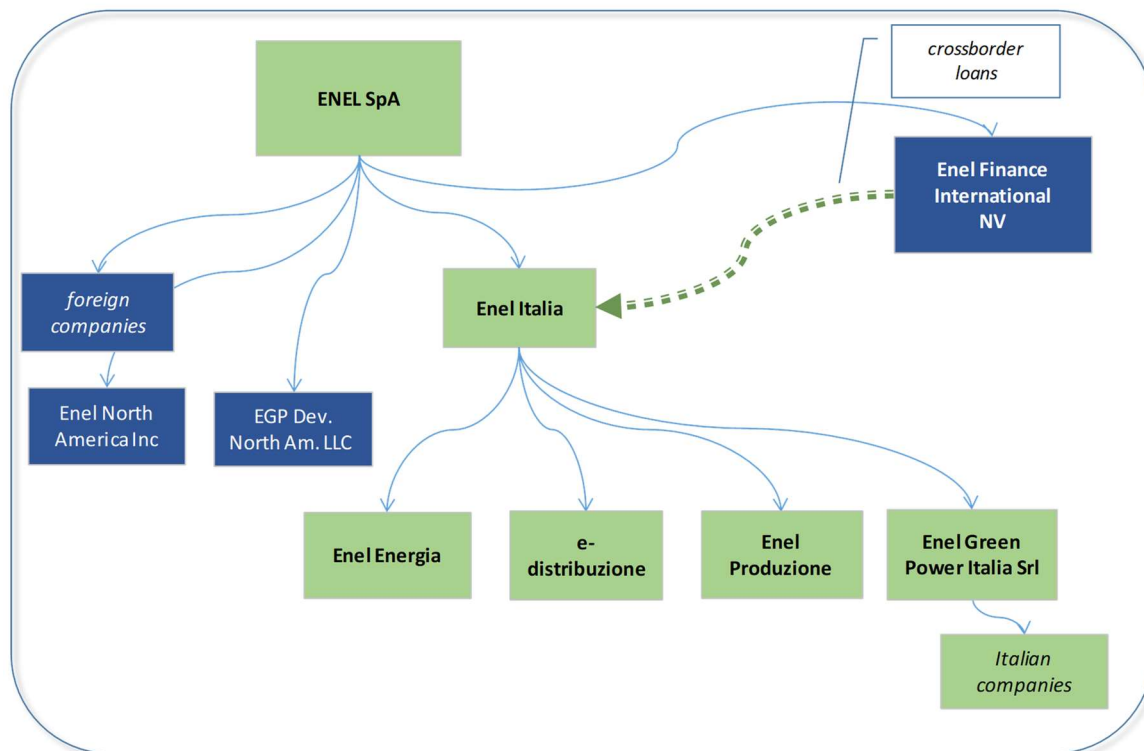 crossborder
loans
ENEL SpA
Enel Finance
International
NV
foreign
companies
Enel Italia
Enel North
America Inc
EGP Dev.
North Am. LLC
Enel Energia
e-
distribuzione
Enel
Produzione
Enel Green
Power Italia Srl
Italian
companies